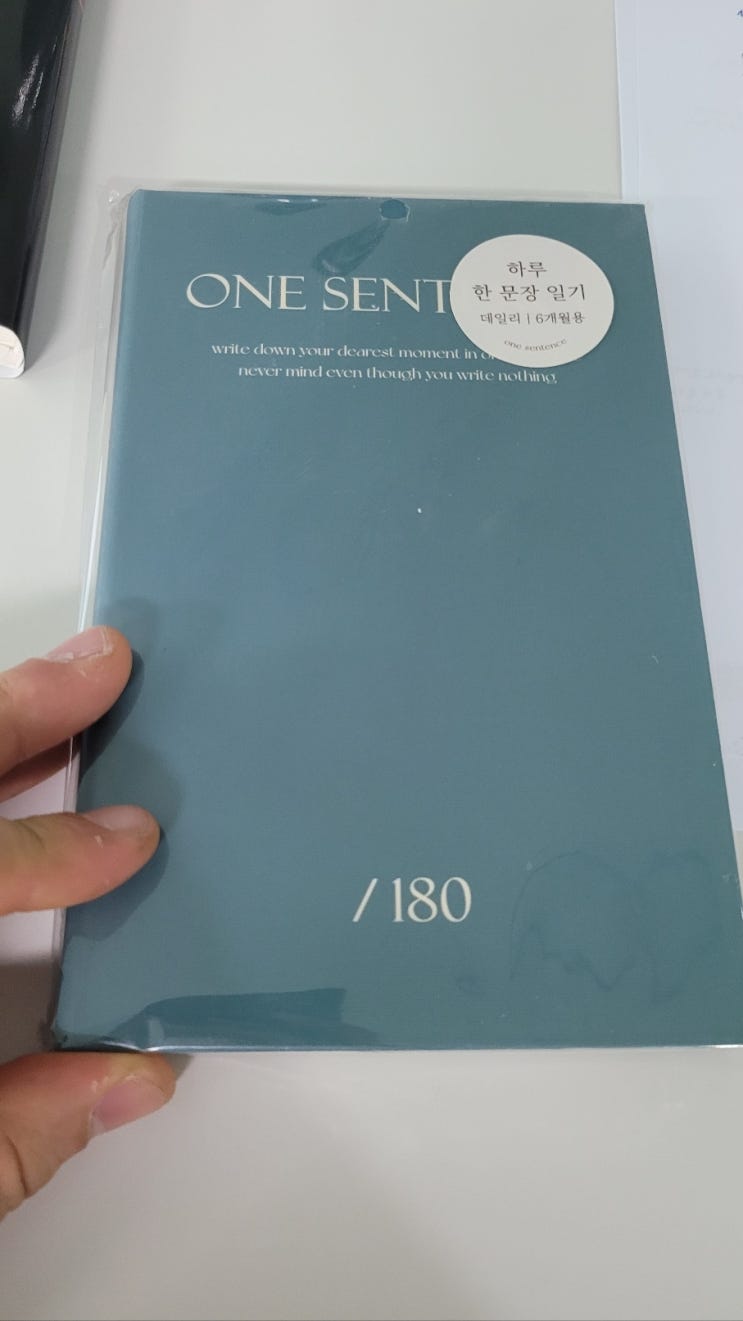 ONE SENT
하루
한 문장 일기
데일리 | 6개월용
one sentence
write down your dearest moment in
never mind even though you write nothing
/ 180